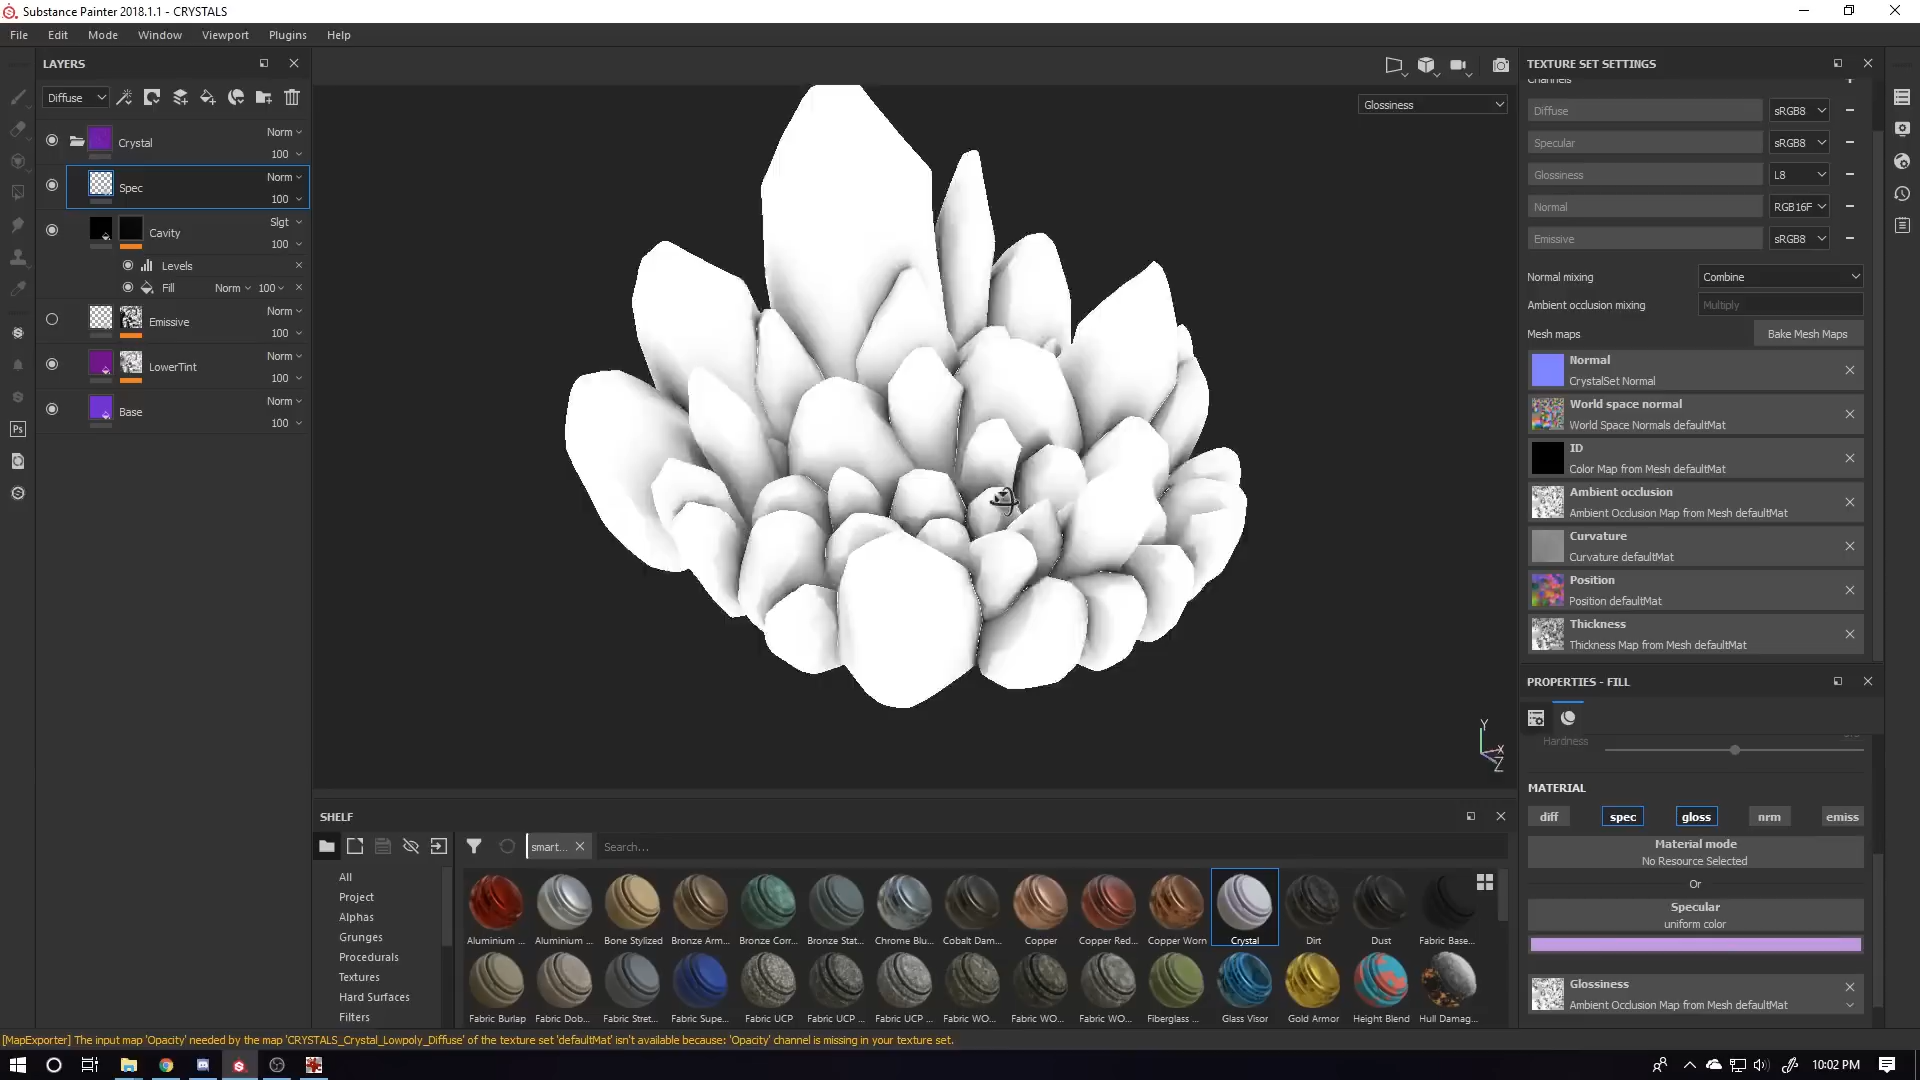 Substance Painter 2018.1.1 - CRYSTALS
File Edit Mode Window Viewport Plugins Help
LAYERS
Diffuse
Crystal Norm 100
Spec Norm 100
Cavity Slgt 100
Levels
Fill Norm 100
Emissive Norm 100
LowerTint Norm 100
Base Norm 100
Ps
Glossiness
Y
X
Z
SHELF
smart...
Search...
All
Project
Alphas
Grunges
Procedurals
Textures
Hard Surfaces
Filters
Aluminium ... Aluminium ... Bone Stylized Bronze Arm... Bronze Corr... Bronze Stat... Chrome Blu... Cobalt Dam... Copper Copper Red... Copper Worn Crystal Dirt Dust Fabric Base...
Fabric Burlap Fabric Dob... Fabric Stret... Fabric Supe... Fabric UCP Fabric UCP ... Fabric UCP ... Fabric WO... Fabric WO... Fabric WO... Fiberglass ... Glass Visor Gold Armor Height Blend Hull Damag...
TEXTURE SET SETTINGS
Channels
Diffuse sRGB8
Specular sRGB8
Glossiness L8
Normal RGB16F
Emissive sRGB8
Normal mixing Combine
Ambient occlusion mixing Multiply
Mesh maps Bake Mesh Maps
Normal
CrystalSet Normal
World space normal
World Space Normals defaultMat
ID
Color Map from Mesh defaultMat
Ambient occlusion
Ambient Occlusion Map from Mesh defaultMat
Curvature
Curvature defaultMat
Position
Position defaultMat
Thickness
Thickness Map from Mesh defaultMat
PROPERTIES - FILL
Hardness
MATERIAL
diff spec gloss nrm emiss
Material mode
No Resource Selected
Or
Specular
uniform color
Glossiness
Ambient Occlusion Map from Mesh defaultMat
[MapExporter] The input map 'Opacity' needed by the map 'CRYSTALS_Crystal_Lowpoly_Diffuse' of the texture set 'defaultMat' isn't available because: 'Opacity' channel is missing in your texture set.
10:02 PM